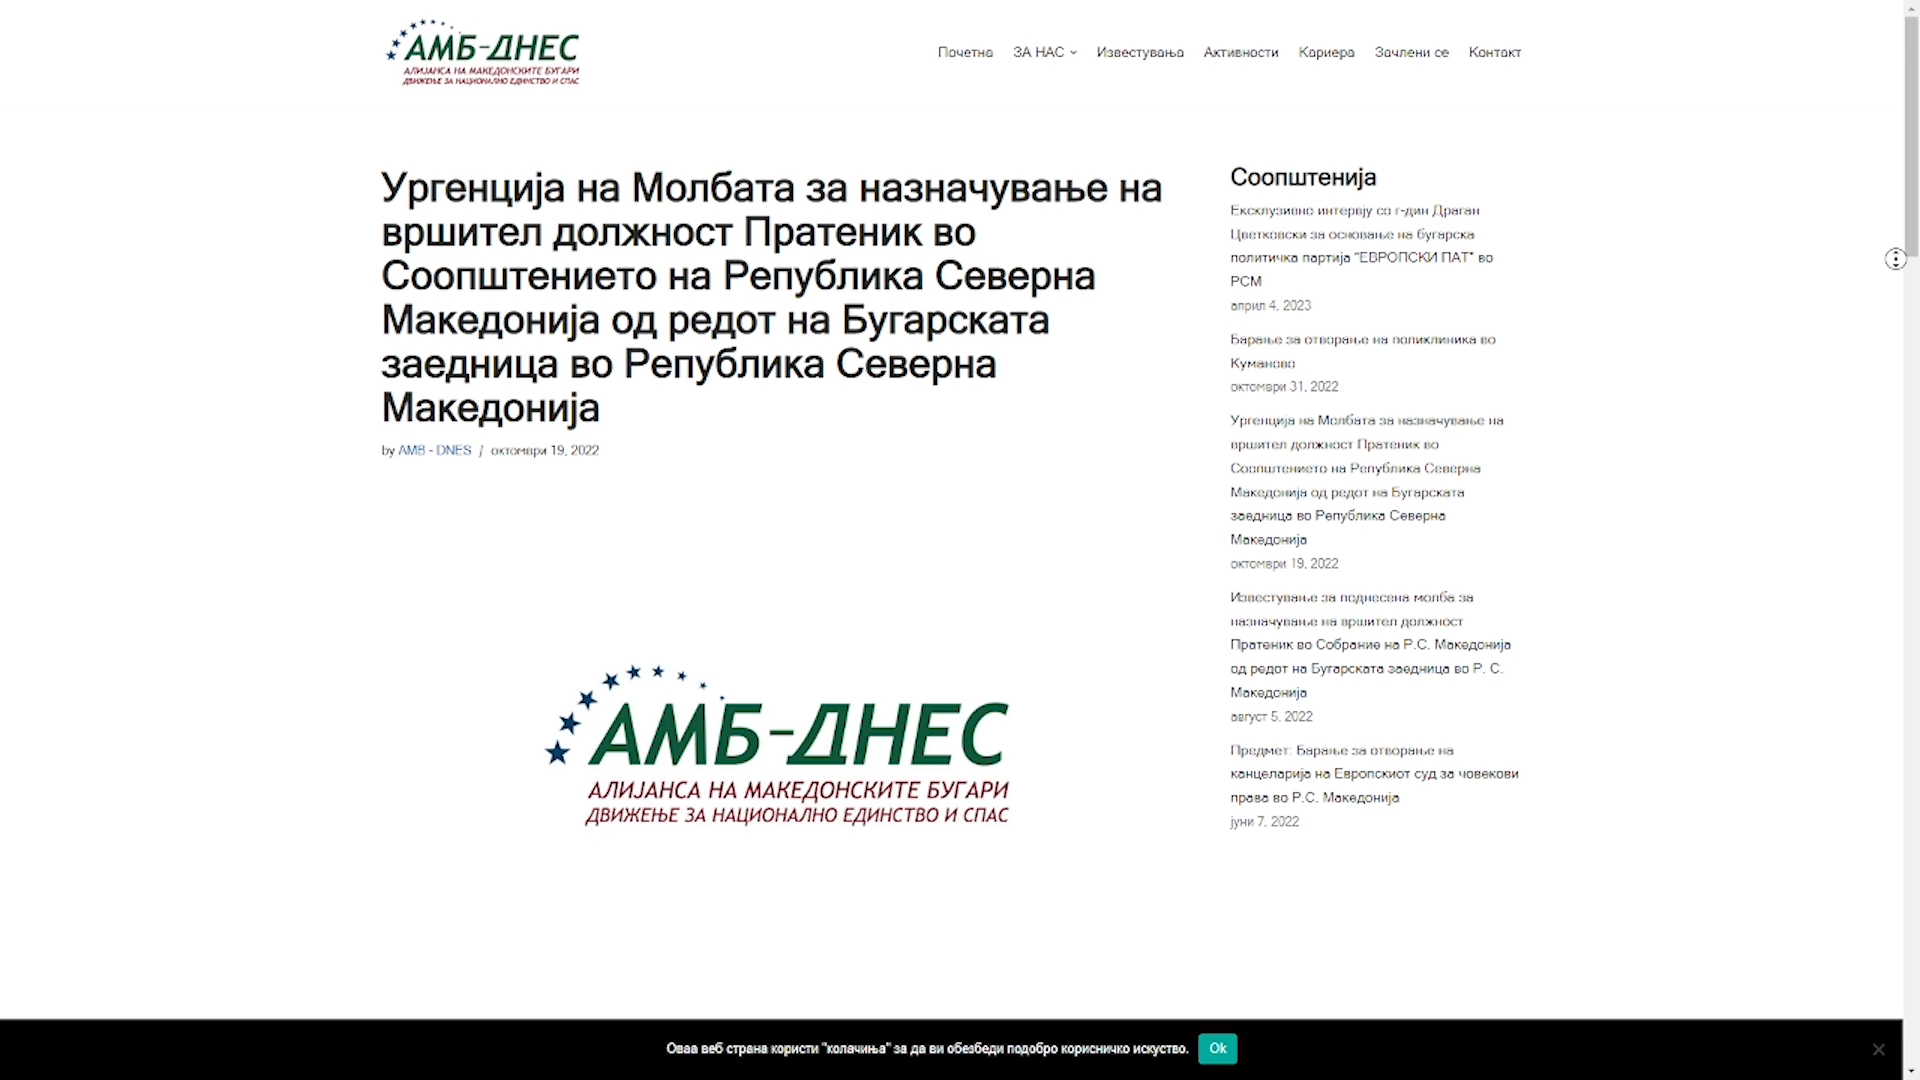 АМБ-ДНЕС
АЛИЈАНСА НА МАКЕДОНСКИТЕ БУГАРИ
ДВИЖЕЊЕ ЗА НАЦИОНАЛНО ЕДИНСТВО И СПАС
Почетна ЗА НАС Известувања Активности Кариера Зачлени се Контакт
Ургенција на Молбата за назначување на
вршител должност Пратеник во
Соопштението на Република Северна
Македонија од редот на Бугарската
заедница во Република Северна
Македонија
by AMB - DNES / октомври 19, 2022
АМБ-ДНЕС
АЛИЈАНСА НА МАКЕДОНСКИТЕ БУГАРИ
ДВИЖЕЊЕ ЗА НАЦИОНАЛНО ЕДИНСТВО И СПАС
Соопштенија
Ексклузивно интервју со г-дин Драган
Цветковски за основање на бугарска
политичка партија “ЕВРОПСКИ ПАТ” во
РСМ
април 4, 2023
Барање за отворање на поликлиника во
Куманово
октомври 31, 2022
Ургенција на Молбата за назначување на
вршител должност Пратеник во
Соопштението на Република Северна
Македонија од редот на Бугарската
заедница во Република Северна
Македонија
октомври 19, 2022
Известување за поднесена молба за
назначување на вршител должност
Пратеник во Собрание на Р.С. Македонија
од редот на Бугарската заедница во Р. С.
Македонија
август 5, 2022
Предмет: Барање за отворање на
канцеларија на Европскиот суд за човекови
права во Р.С. Македонија
јуни 7, 2022
Оваа веб страна користи "колачиња" за да ви обезбеди подобро корисничко искуство. Ok